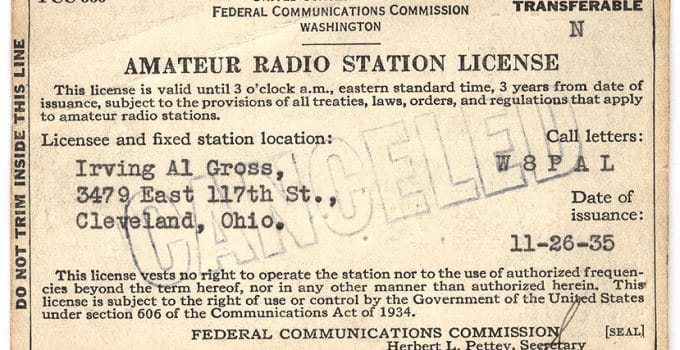 FEDERAL COMMUNICATIONS COMMISSION
WASHINGTON
TRANSFERABLE
N
DO NOT TRIM INSIDE THIS LINE
AMATEUR RADIO STATION LICENSE
This license is valid until 3 o'clock a.m., eastern standard time, 3 years from date of
issuance, subject to the provisions of all treaties, laws, orders, and regulations that apply
to amateur radio stations.
Licensee and fixed station location:
Call letters:
Irving Al Gross,
W 8 P A L
3479 East 117th St.,
Date of
Cleveland, Ohio.
issuance:
11-26-35
CANCELED
This license vests no right to operate the station nor to the use of authorized frequen-
cies beyond the term hereof, nor in any other manner than authorized herein. This
license is subject to the right of use or control by the Government of the United States
under section 606 of the Communications Act of 1934.
FEDERAL COMMUNICATIONS COMMISSION
[SEAL]
Herbert L. Pettey, Secretary